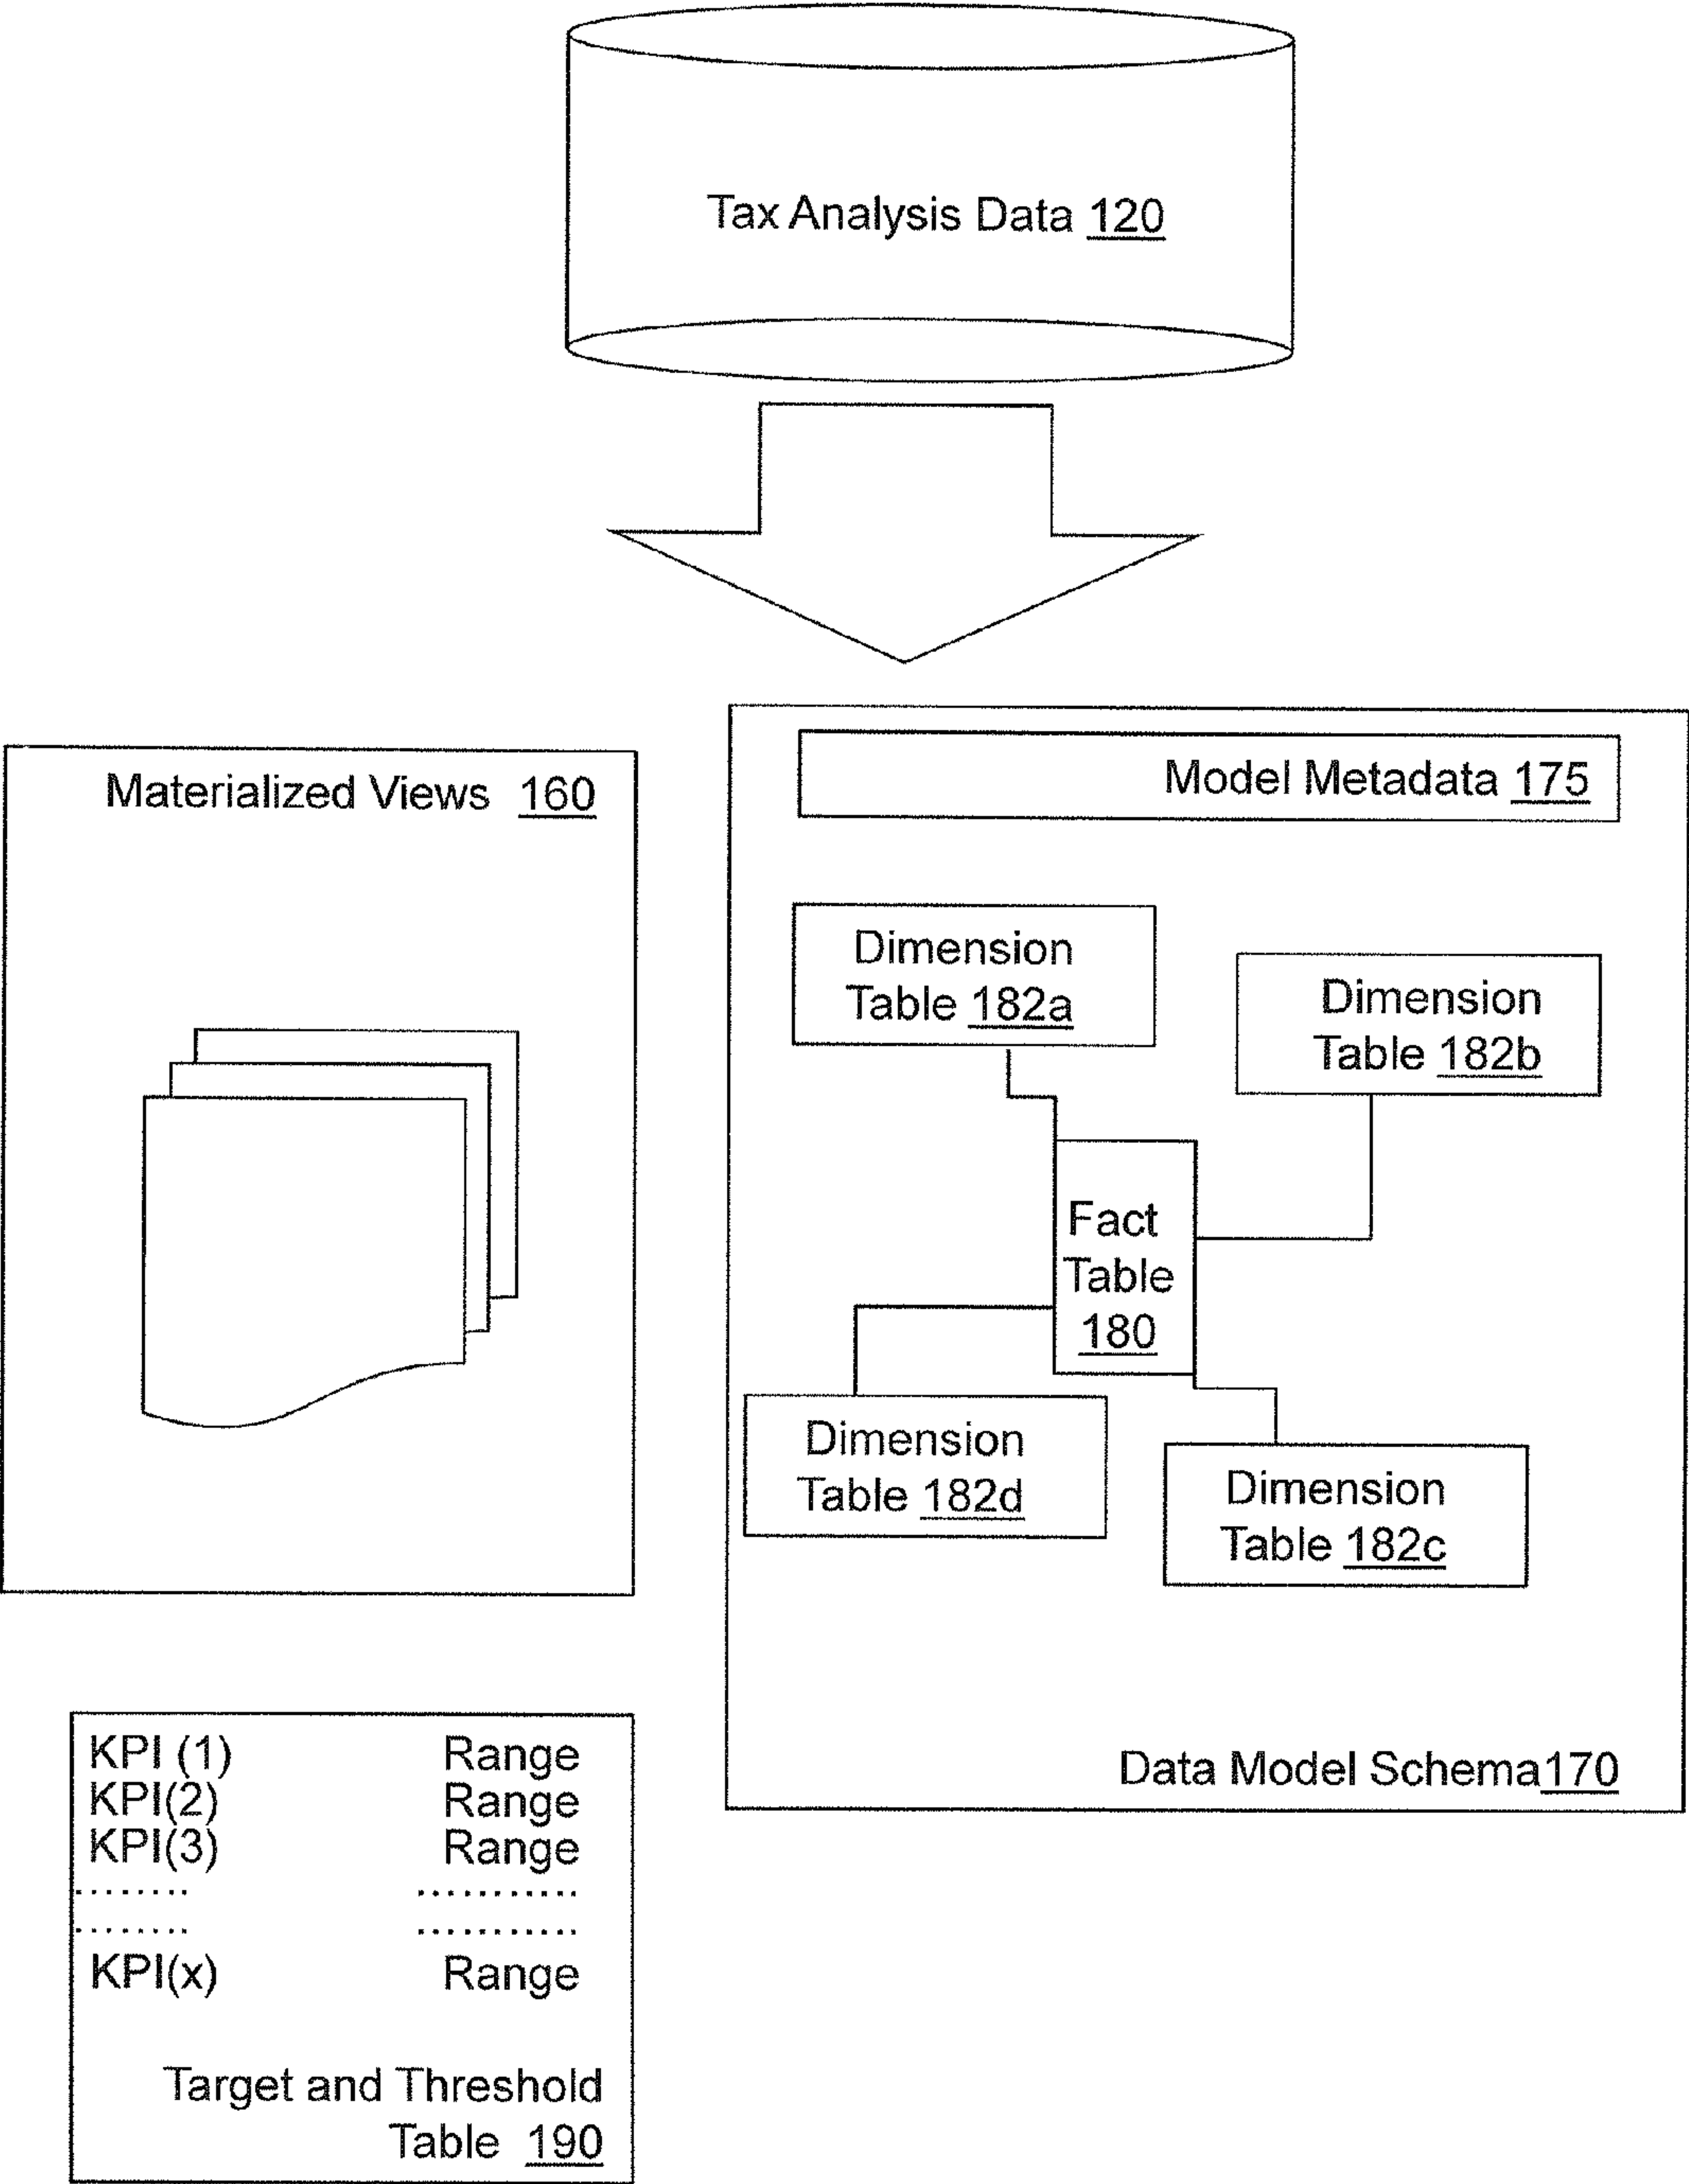 Tax Analysis Data 120
Materialized Views 160
Model Metadata 175
Dimension
Table 182a
Dimension
Table 182b
Fact
Table
180
Dimension
Table 182d
Dimension
Table 182c
Data Model Schema170
KPI (1) Range
KPI(2) Range
KPI(3) Range
........ ...........
........ ...........
KPI(x) Range
Target and Threshold
Table 190